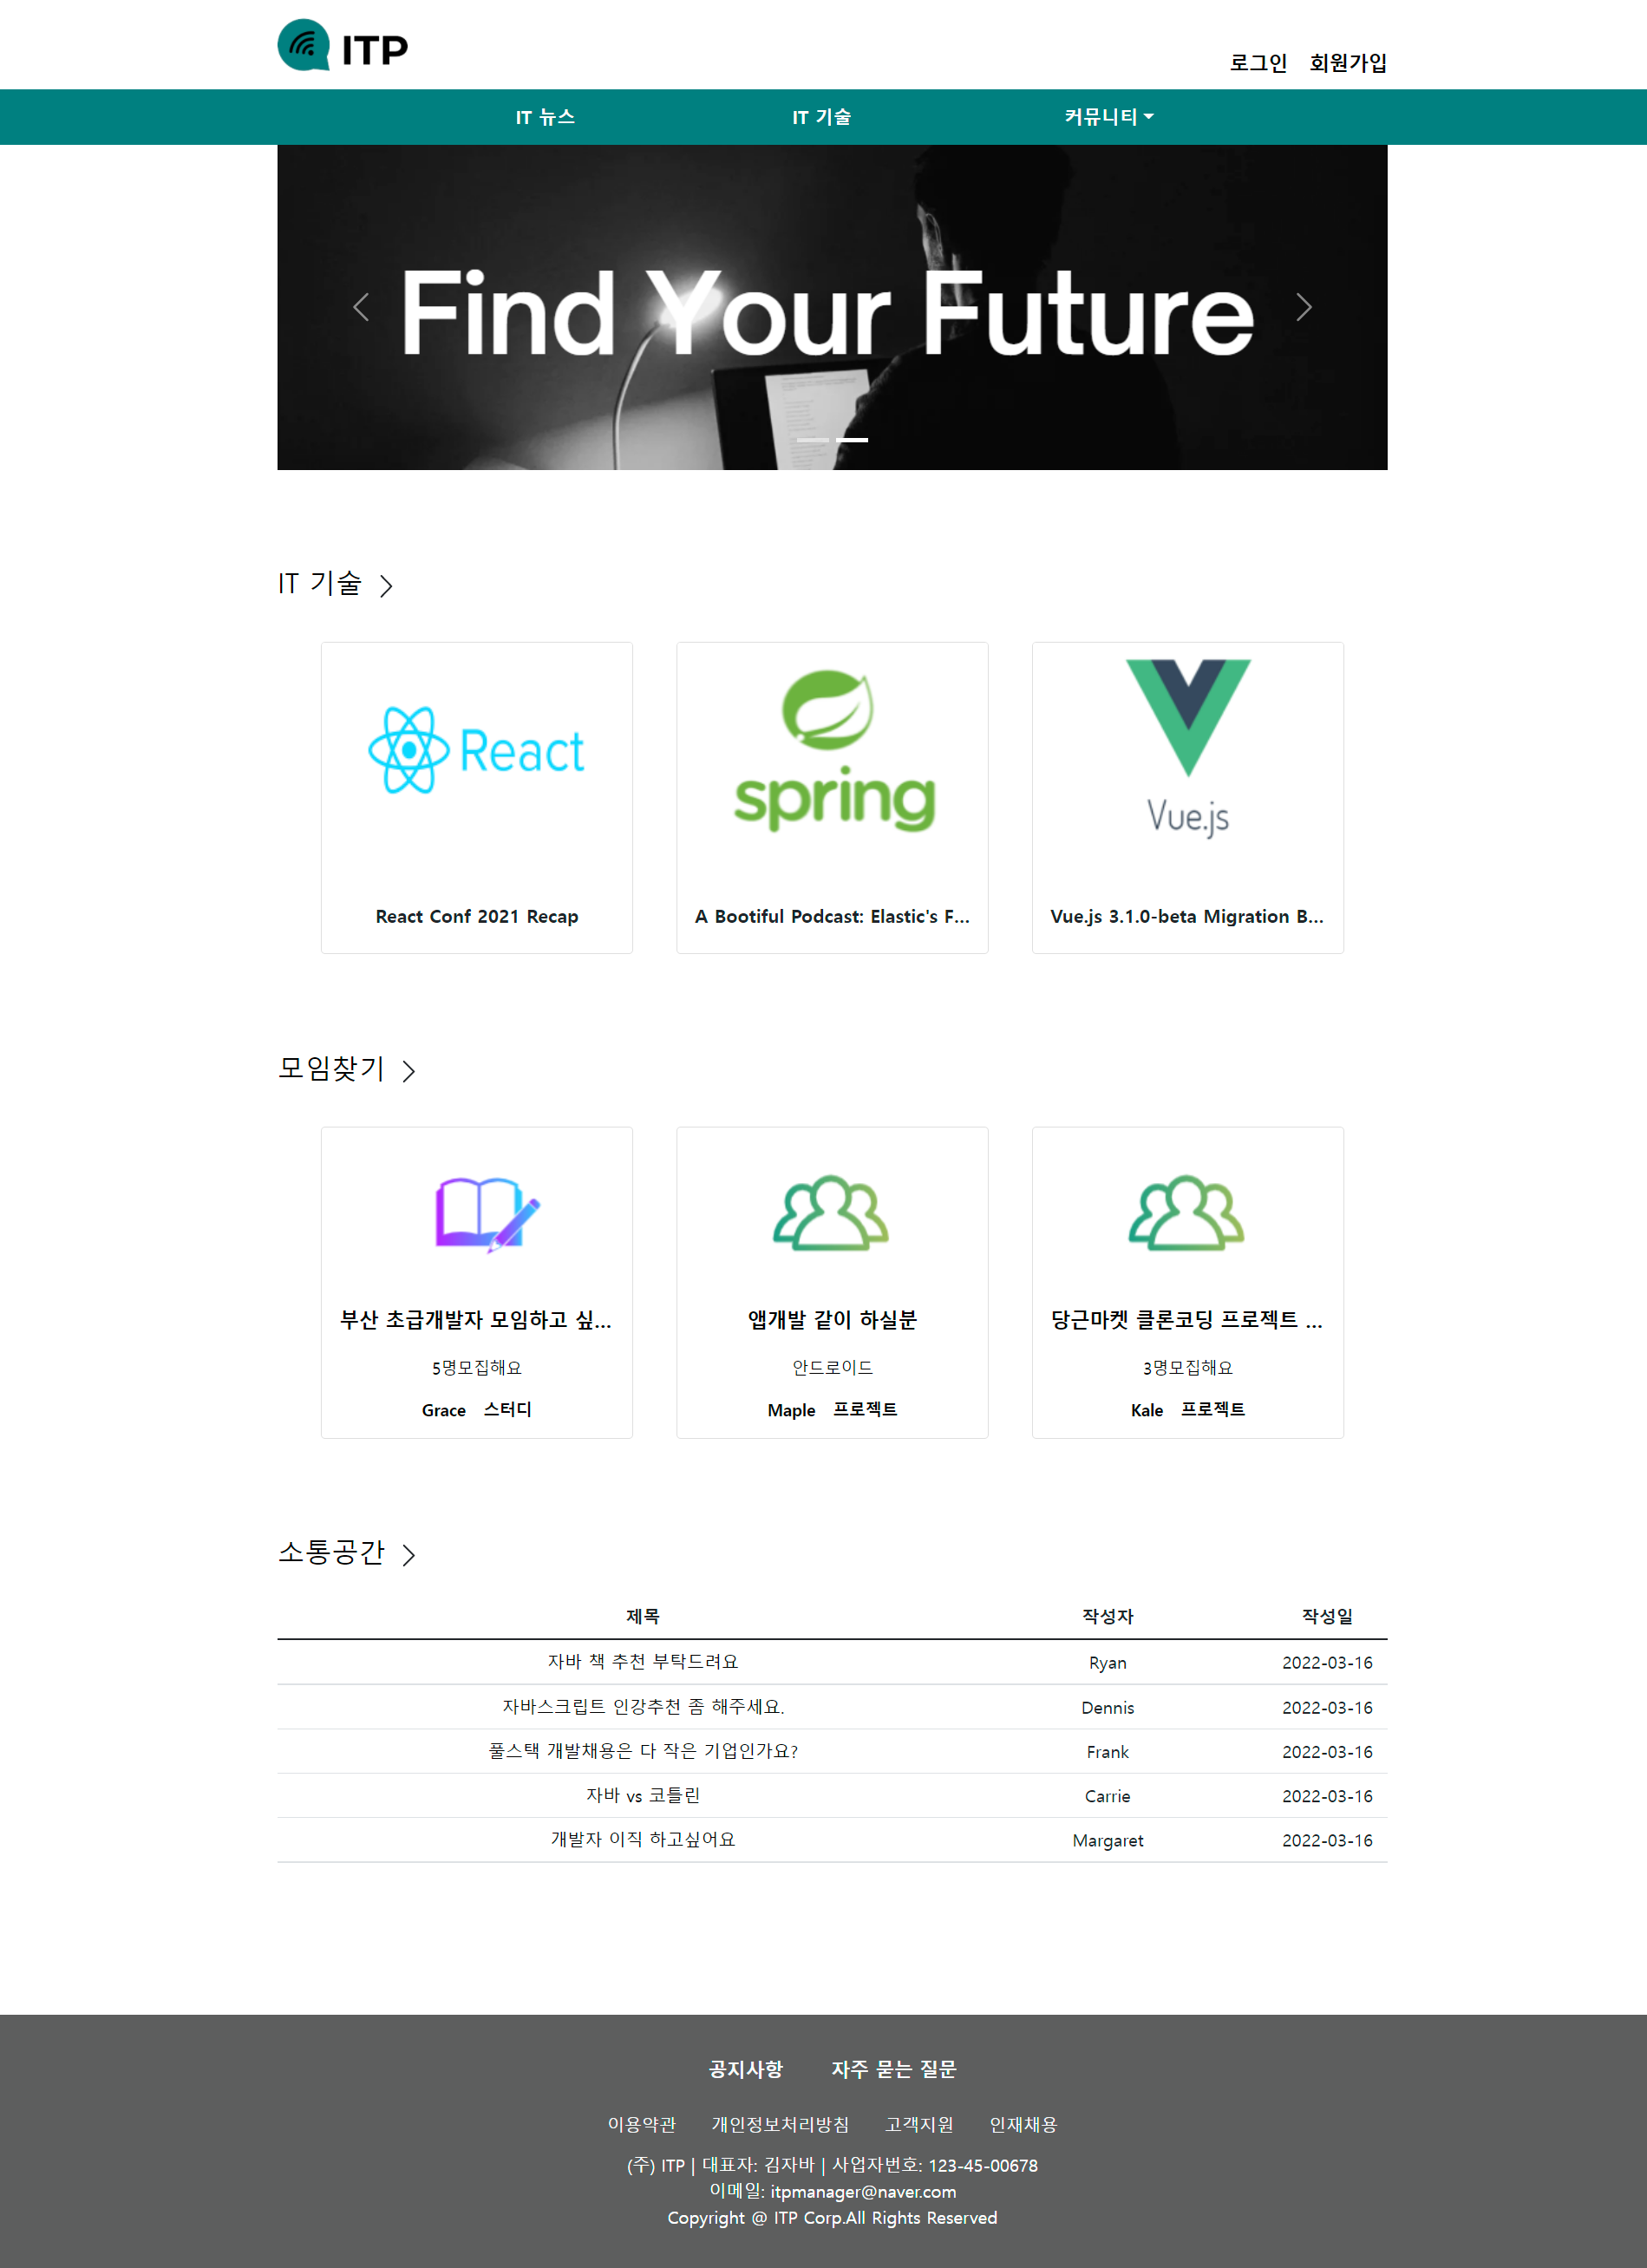 ITP
로그인 회원가입
IT 뉴스 IT 기술 커뮤니티
Find Your Future
IT 기술
React
spring
Vue.js
React Conf 2021 Recap
A Bootiful Podcast: Elastic's F...
Vue.js 3.1.0-beta Migration B...
모임찾기
부산 초급개발자 모임하고 싶...
5명모집해요
Grace 스터디
앱개발 같이 하실분
안드로이드
Maple 프로젝트
당근마켓 클론코딩 프로젝트 ...
3명모집해요
Kale 프로젝트
소통공간
제목 작성자 작성일
자바 책 추천 부탁드려요 Ryan 2022-03-16
자바스크립트 인강추천 좀 해주세요. Dennis 2022-03-16
풀스택 개발채용은 다 작은 기업인가요? Frank 2022-03-16
자바 vs 코틀린 Carrie 2022-03-16
개발자 이직 하고싶어요 Margaret 2022-03-16
공지사항 자주 묻는 질문
이용약관 개인정보처리방침 고객지원 인재채용
(주) ITP | 대표자: 김자바 | 사업자번호: 123-45-00678
이메일: itpmanager@naver.com
Copyright @ ITP Corp.All Rights Reserved